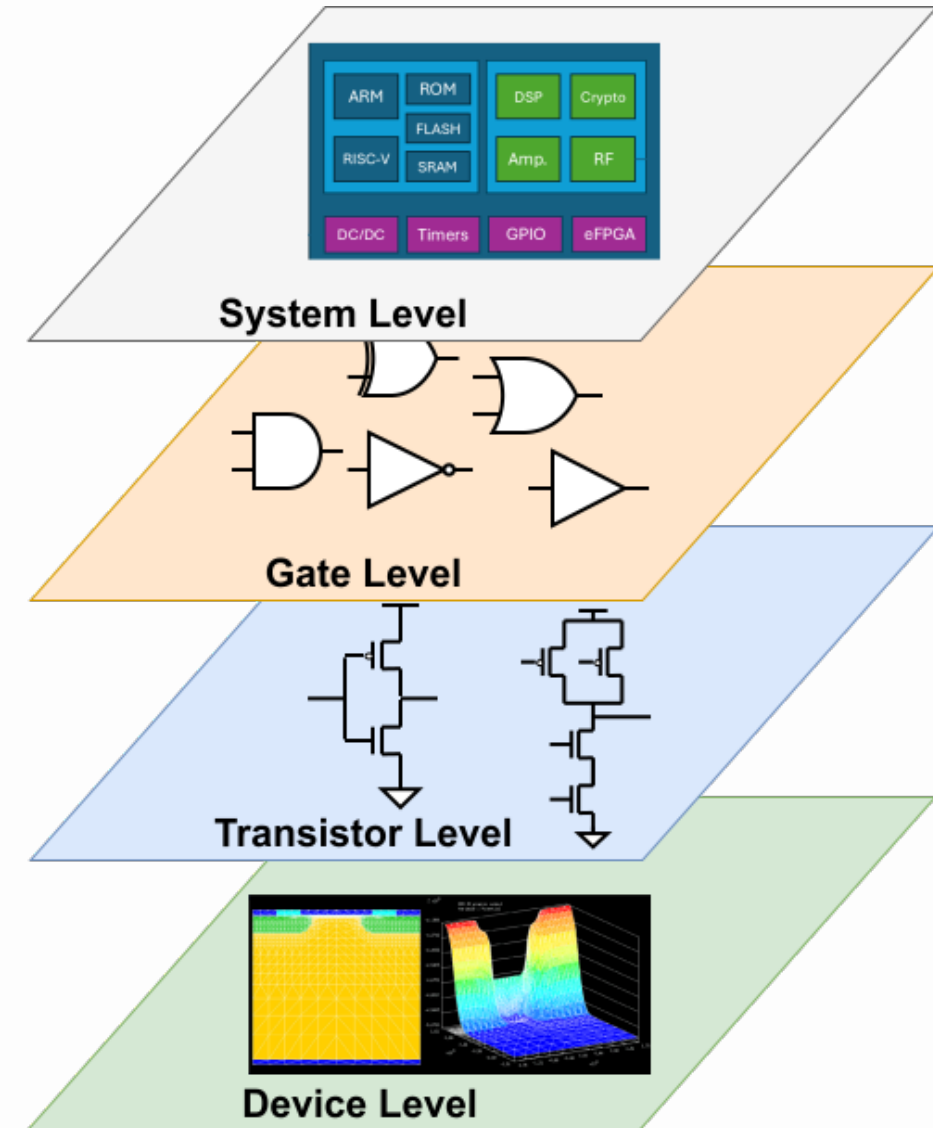 ARM ROM DSP Crypto
FLASH
RISC-V SRAM Amp. RF
DC/DC Timers GPIO eFPGA
System Level
Gate Level
Transistor Level
Device Level